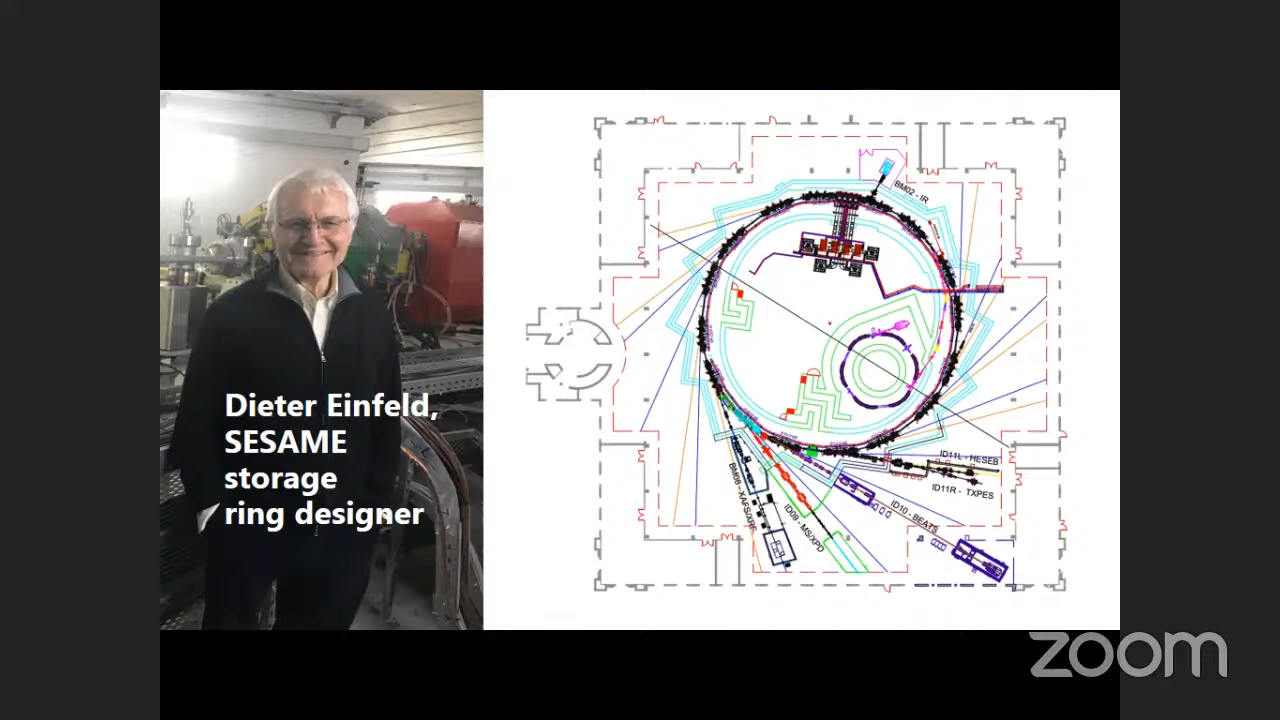 Dieter Einfeld,
SESAME
storage
ring designer
BM02 - IR
ID11L - HESEB
ID11R - TXPES
ID10 - BEATS
ID09 - MS/XPD
BM08 - XAFS/XRF
zoom